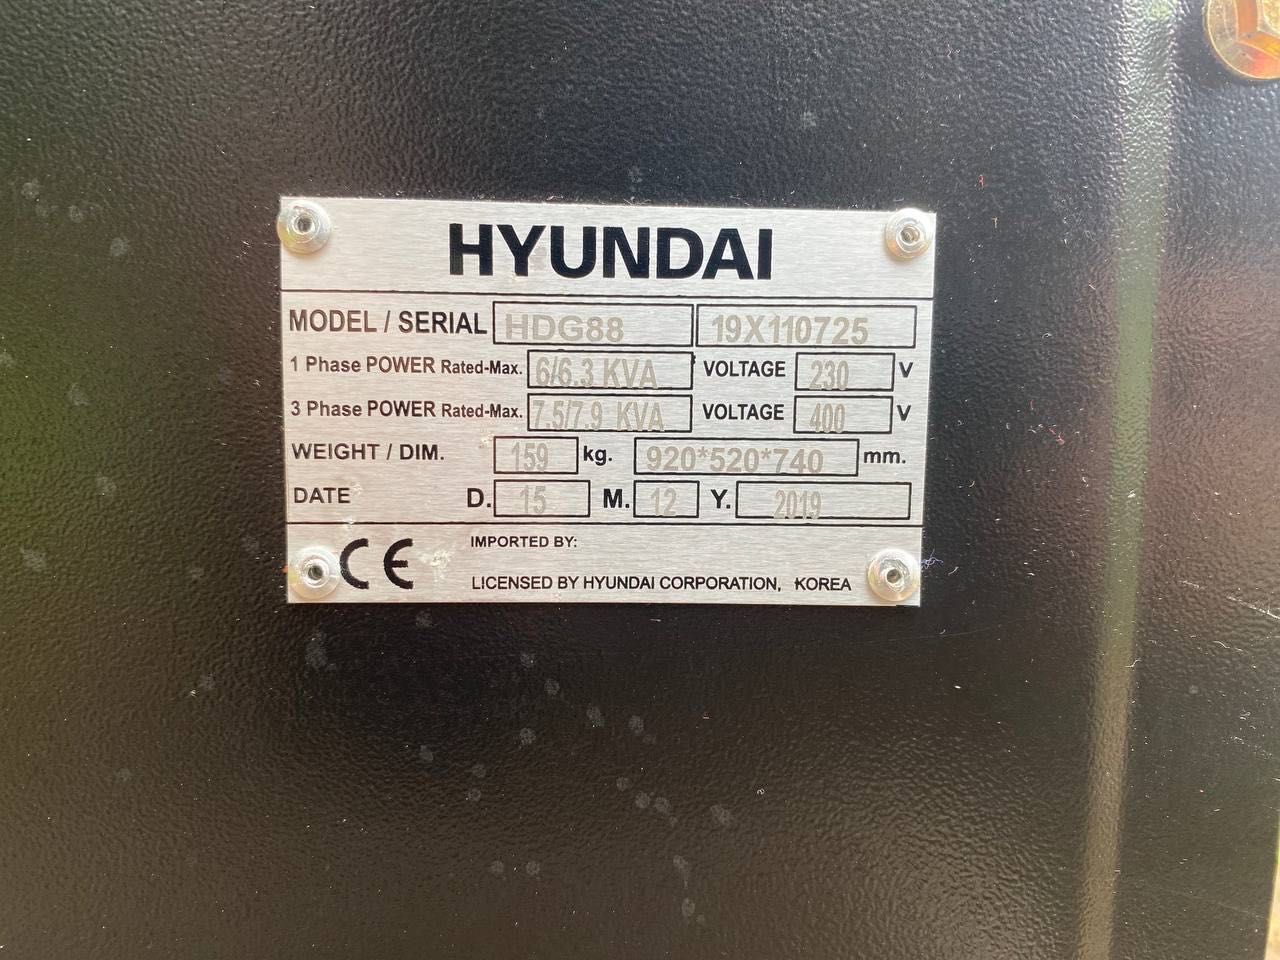 HYUNDAI
MODEL / SERIAL HDG88 19X110725
1 Phase POWER Rated-Max. 6/6.3 KVA VOLTAGE 230 V
3 Phase POWER Rated-Max. 7.5/7.9 KVA VOLTAGE 400 V
WEIGHT / DIM. 159 kg. 920*520*740 mm.
DATE D. 15 M. 12 Y. 2019
CE IMPORTED BY:
LICENSED BY HYUNDAI CORPORATION, KOREA